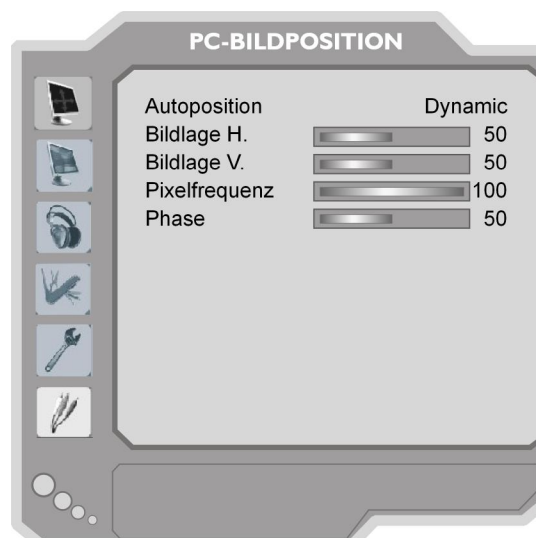 PC-BILDPOSITION
Autoposition Dynamic
Bildlage H. 50
Bildlage V. 50
Pixelfrequenz 100
Phase 50